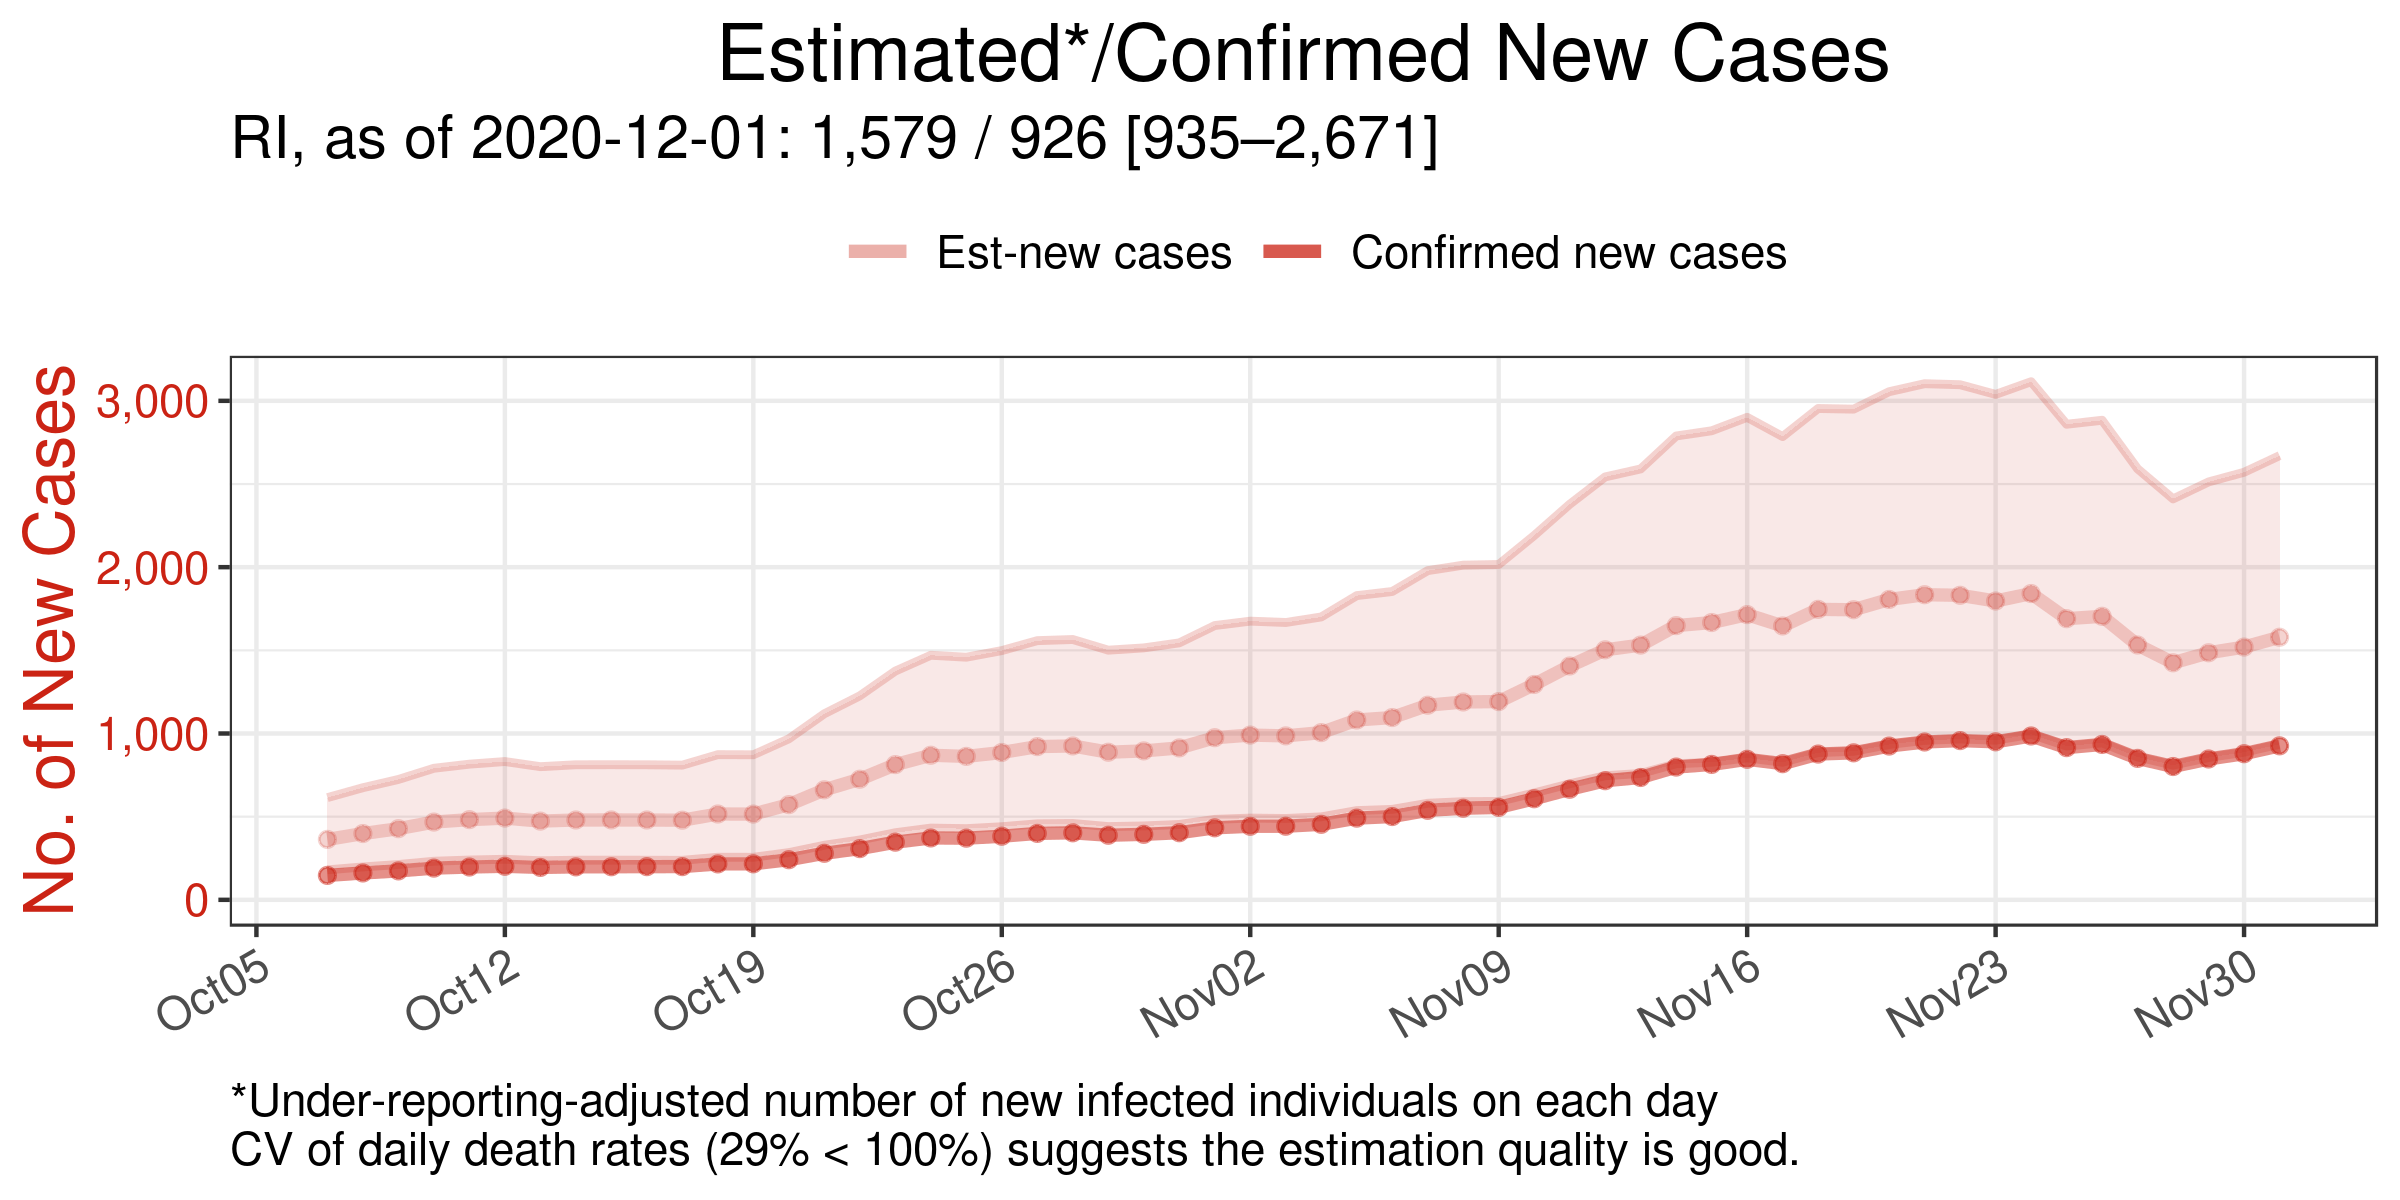 Estimated*/Confirmed New Cases
RI, as of 2020-12-01: 1,579 / 926 [935–2,671]
Est-new cases Confirmed new cases
No. of New Cases
3,000
2,000
1,000
0
Oct05 Oct12 Oct19 Oct26 Nov02 Nov09 Nov16 Nov23 Nov30
*Under-reporting-adjusted number of new infected individuals on each day
CV of daily death rates (29% < 100%) suggests the estimation quality is good.